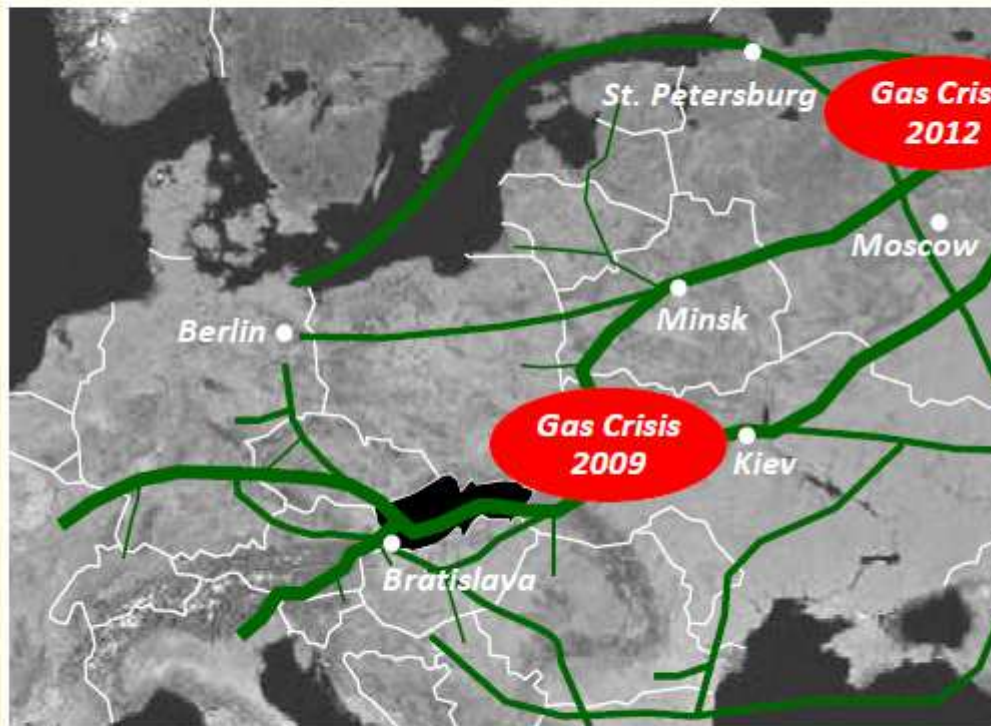 St. Petersburg
Gas Cris
2012
Moscow
Minsk
Berlin
Gas Crisis
2009
Kiev
Bratislava